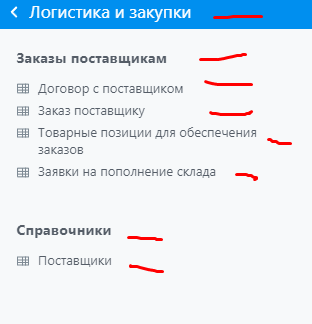 Логистика и закупки
Заказы поставщикам
Договор с поставщиком
Заказ поставщику
Товарные позиции для обеспечения
заказов
Заявки на пополнение склада
Справочники
Поставщики